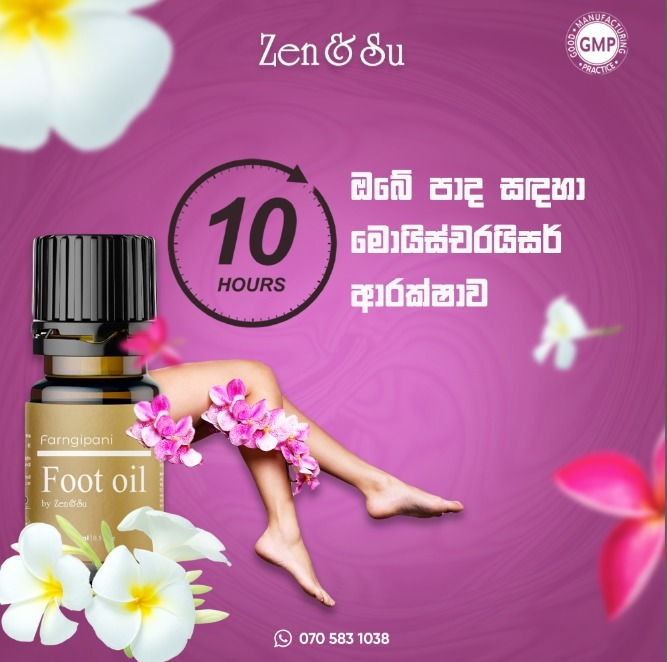 Zen & Su
GOOD • MANUFACTURING • PRACTICE •
GMP
10
HOURS
ඔබේ පාද සඳහා
මොයිස්චරයිසර්
ආරක්ෂාව
Farngipani
Foot oil
by Zen&Su
070 583 1038